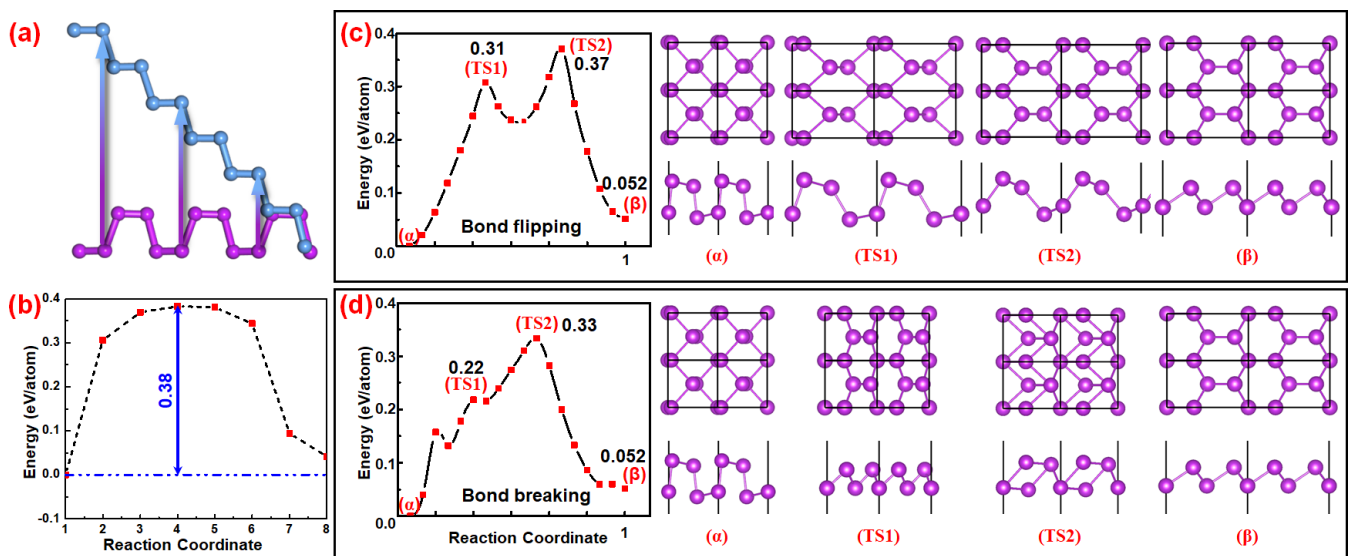 (a)
(b)
0.4
0.3
0.2
0.1
0.0
-0.1
Energy (eV/atom)
0.38
1 2 3 4 5 6 7 8
Reaction Coordinate
(c)
0.4
0.3
0.2
0.1
0.0
Energy (eV/atom)
0.31
(TS1)
(TS2)
0.37
0.052
(β)
(α)
Bond flipping
1
(α)
(TS1)
(TS2)
(β)
(d)
0.4
0.3
0.2
0.1
0.0
Energy (eV/atom)
0.22
(TS1)
(TS2) 0.33
0.052
(β)
(α)
Bond breaking
Reaction Coordinate 1
(α)
(TS1)
(TS2)
(β)